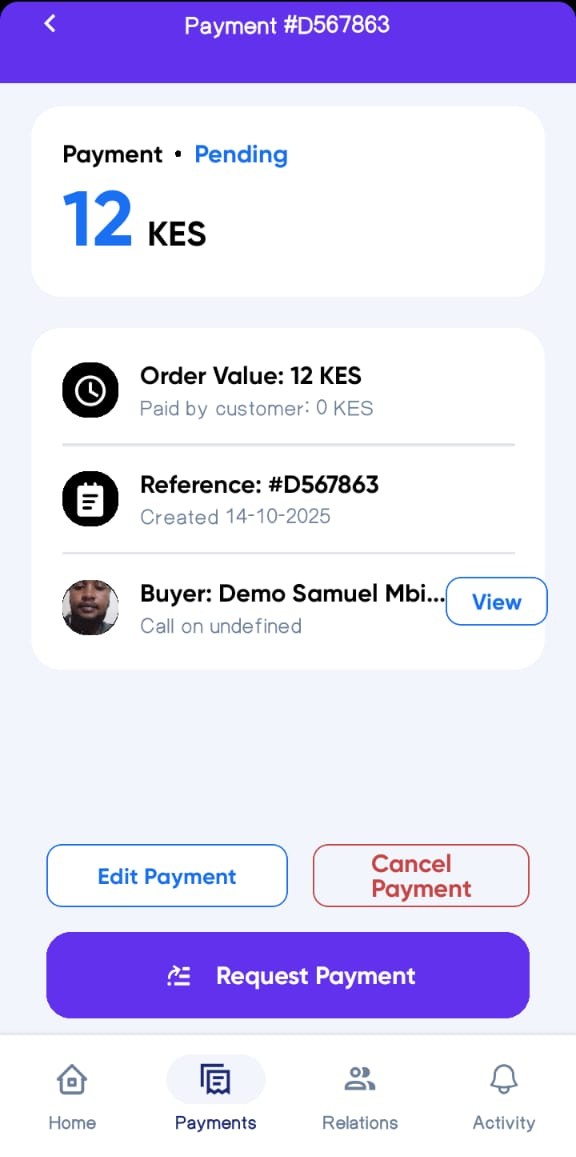 Payment #D567863
Payment • Pending
12 KES
Order Value: 12 KES
Paid by customer: 0 KES
Reference: #D567863
Created 14-10-2025
Buyer: Demo Samuel Mbi...
View
Call on undefined
Edit Payment
Cancel
Payment
Request Payment
Home
Payments
Relations
Activity